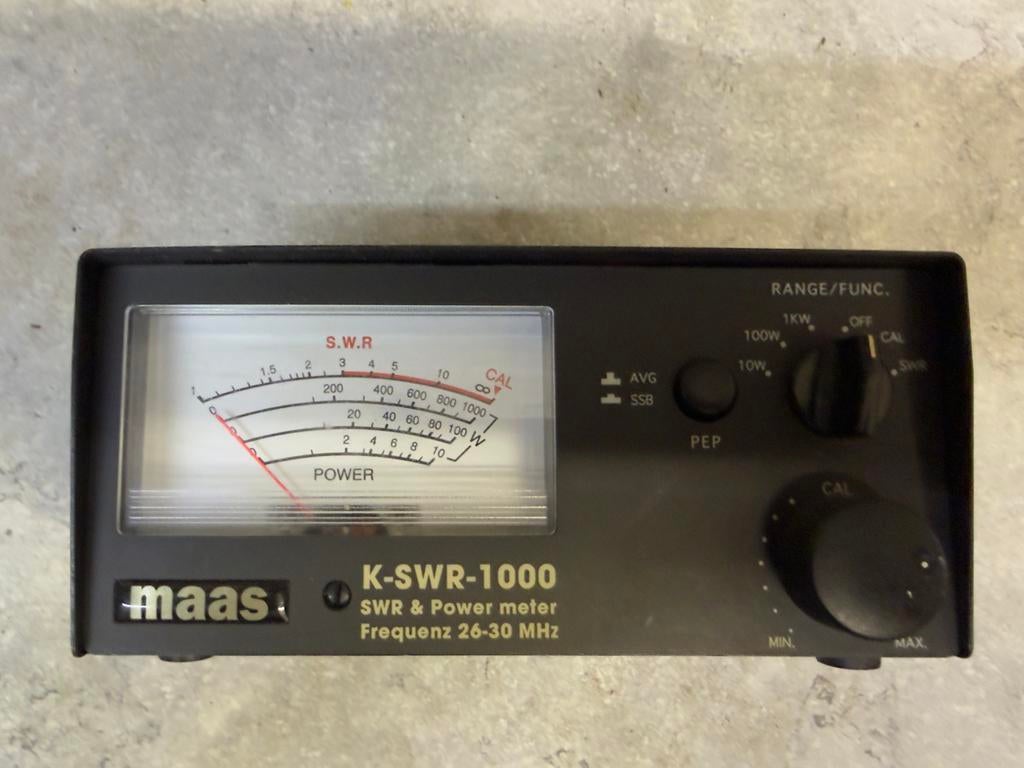 RANGE/FUNC.
1KW OFF
100W CAL
10W SWR
S.W.R
1 1.5 2 3 4 5 10 ∞ CAL
0 200 400 600 800 1000
0 20 40 60 80 100 W
0 2 4 6 8 10
POWER
AVG
SSB
PEP
CAL
MIN. MAX.
maas
K-SWR-1000
SWR & Power meter
Frequenz 26-30 MHz